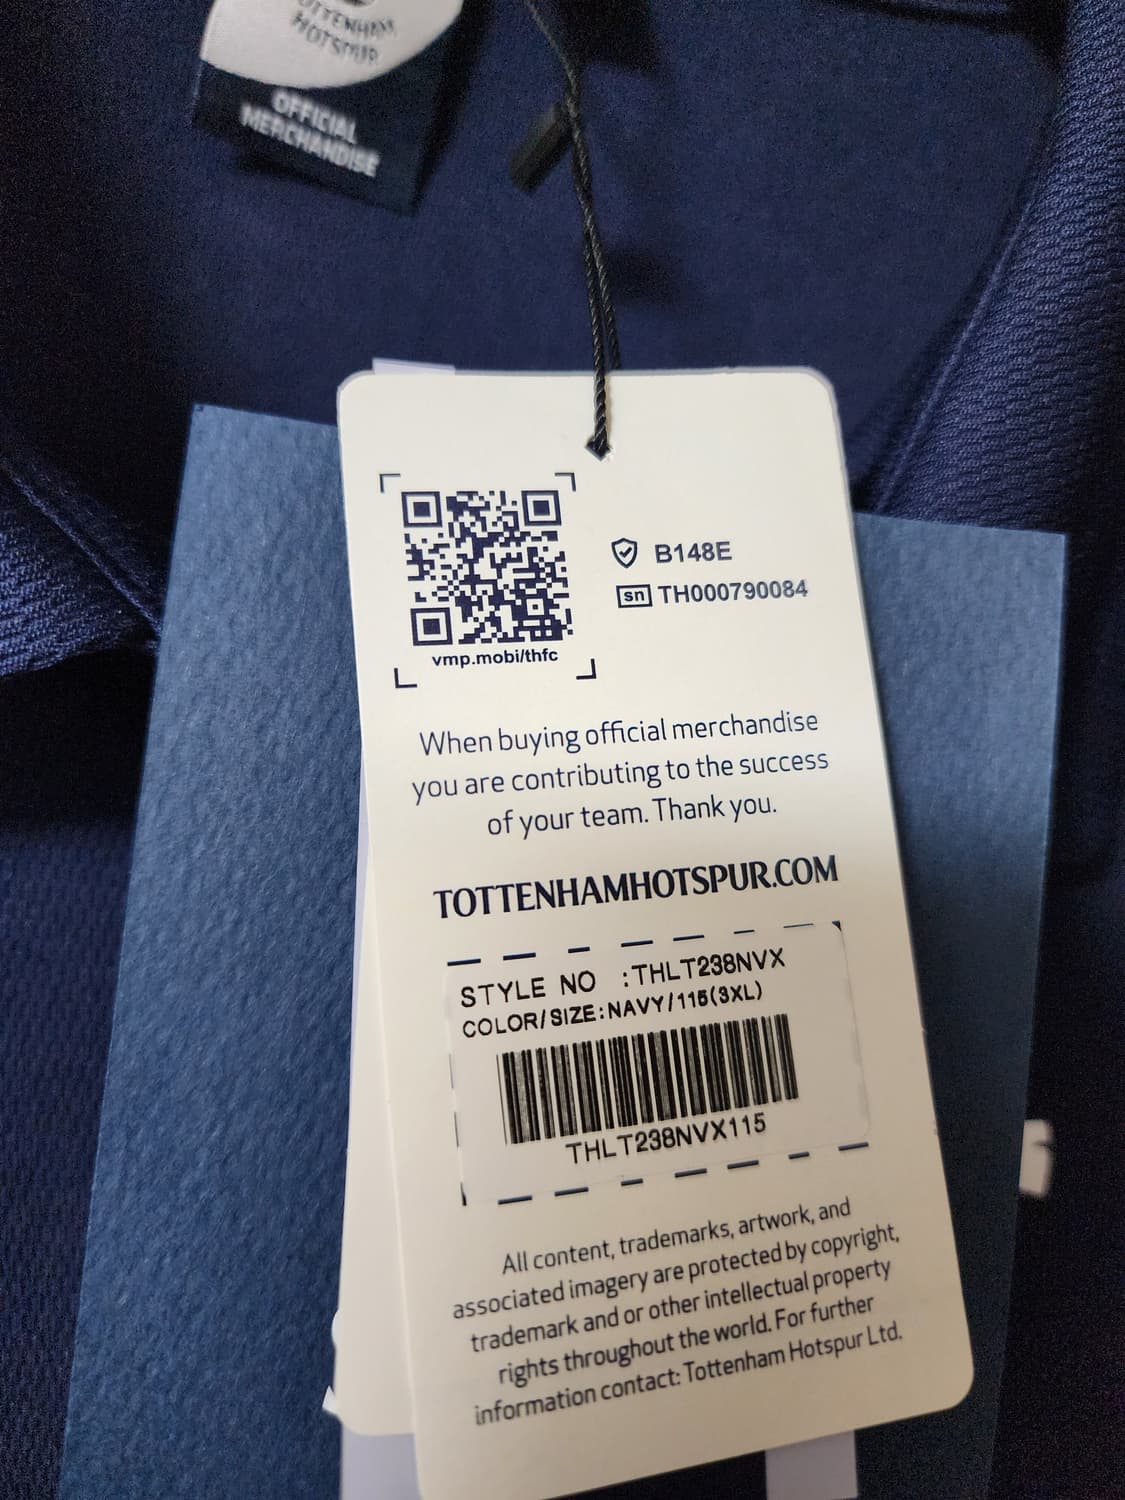 TOTTENHAM
HOTSPUR
OFFICIAL
MERCHANDISE
vmp.mobi/thfc
B148E
sn TH000790084
When buying official merchandise
you are contributing to the success
of your team. Thank you.
TOTTENHAMHOTSPUR.COM
STYLE NO :THLT238NVX
COLOR/SIZE:NAVY/115(3XL)
THLT238NVX115
All content, trademarks, artwork, and
associated imagery are protected by copyright,
trademark and or other intellectual property
rights throughout the world. For further
information contact: Tottenham Hotspur Ltd.